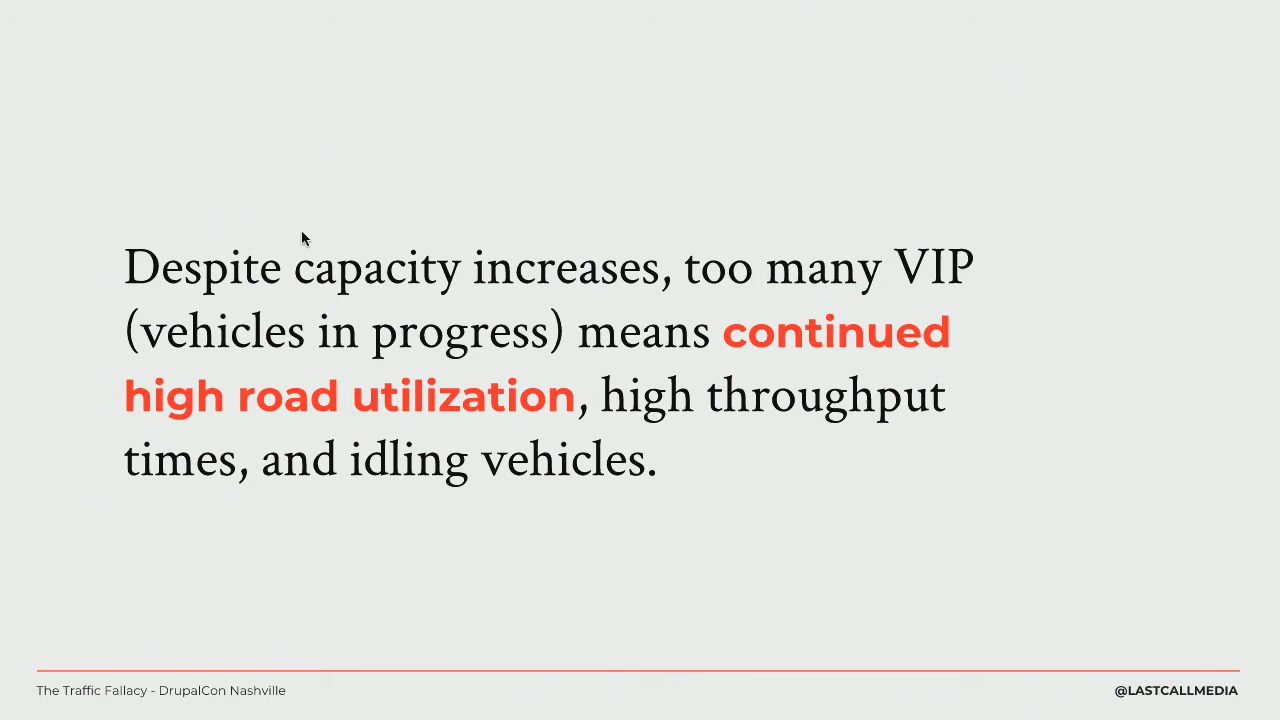 Despite capacity increases, too many VIP
(vehicles in progress) means continued
high road utilization, high throughput
times, and idling vehicles.
The Traffic Fallacy - DrupalCon Nashville
@LASTCALLMEDIA